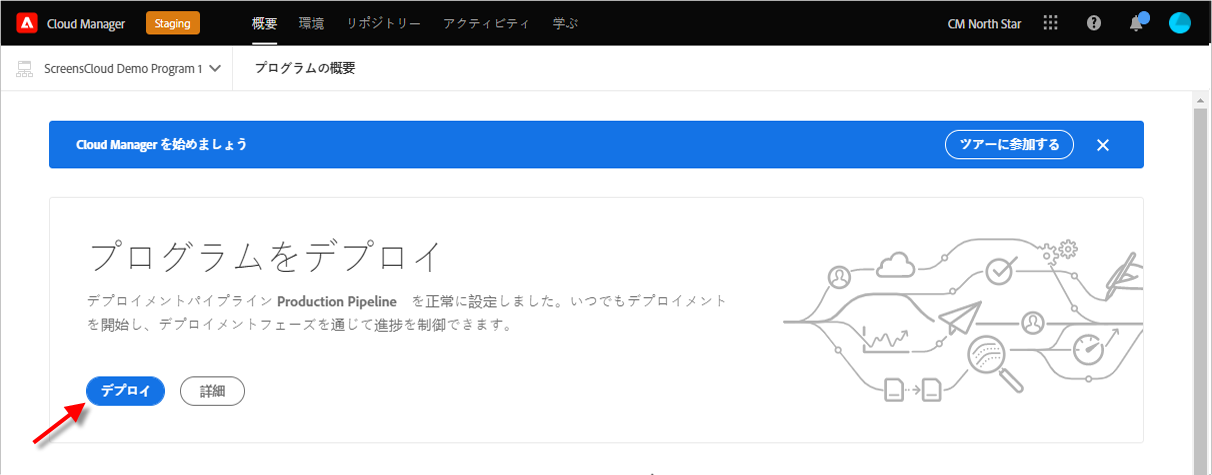 Cloud Manager Staging 概要 環境 リポジトリー アクティビティ 学ぶ CM North Star
ScreensCloud Demo Program 1 プログラムの概要
Cloud Manager を始めましょう ツアーに参加する
プログラムをデプロイ
デプロイメントパイプライン Production Pipeline を正常に設定しました。いつでもデプロイメント
を開始し、デプロイメントフェーズを通じて進捗を制御できます。
デプロイ 詳細